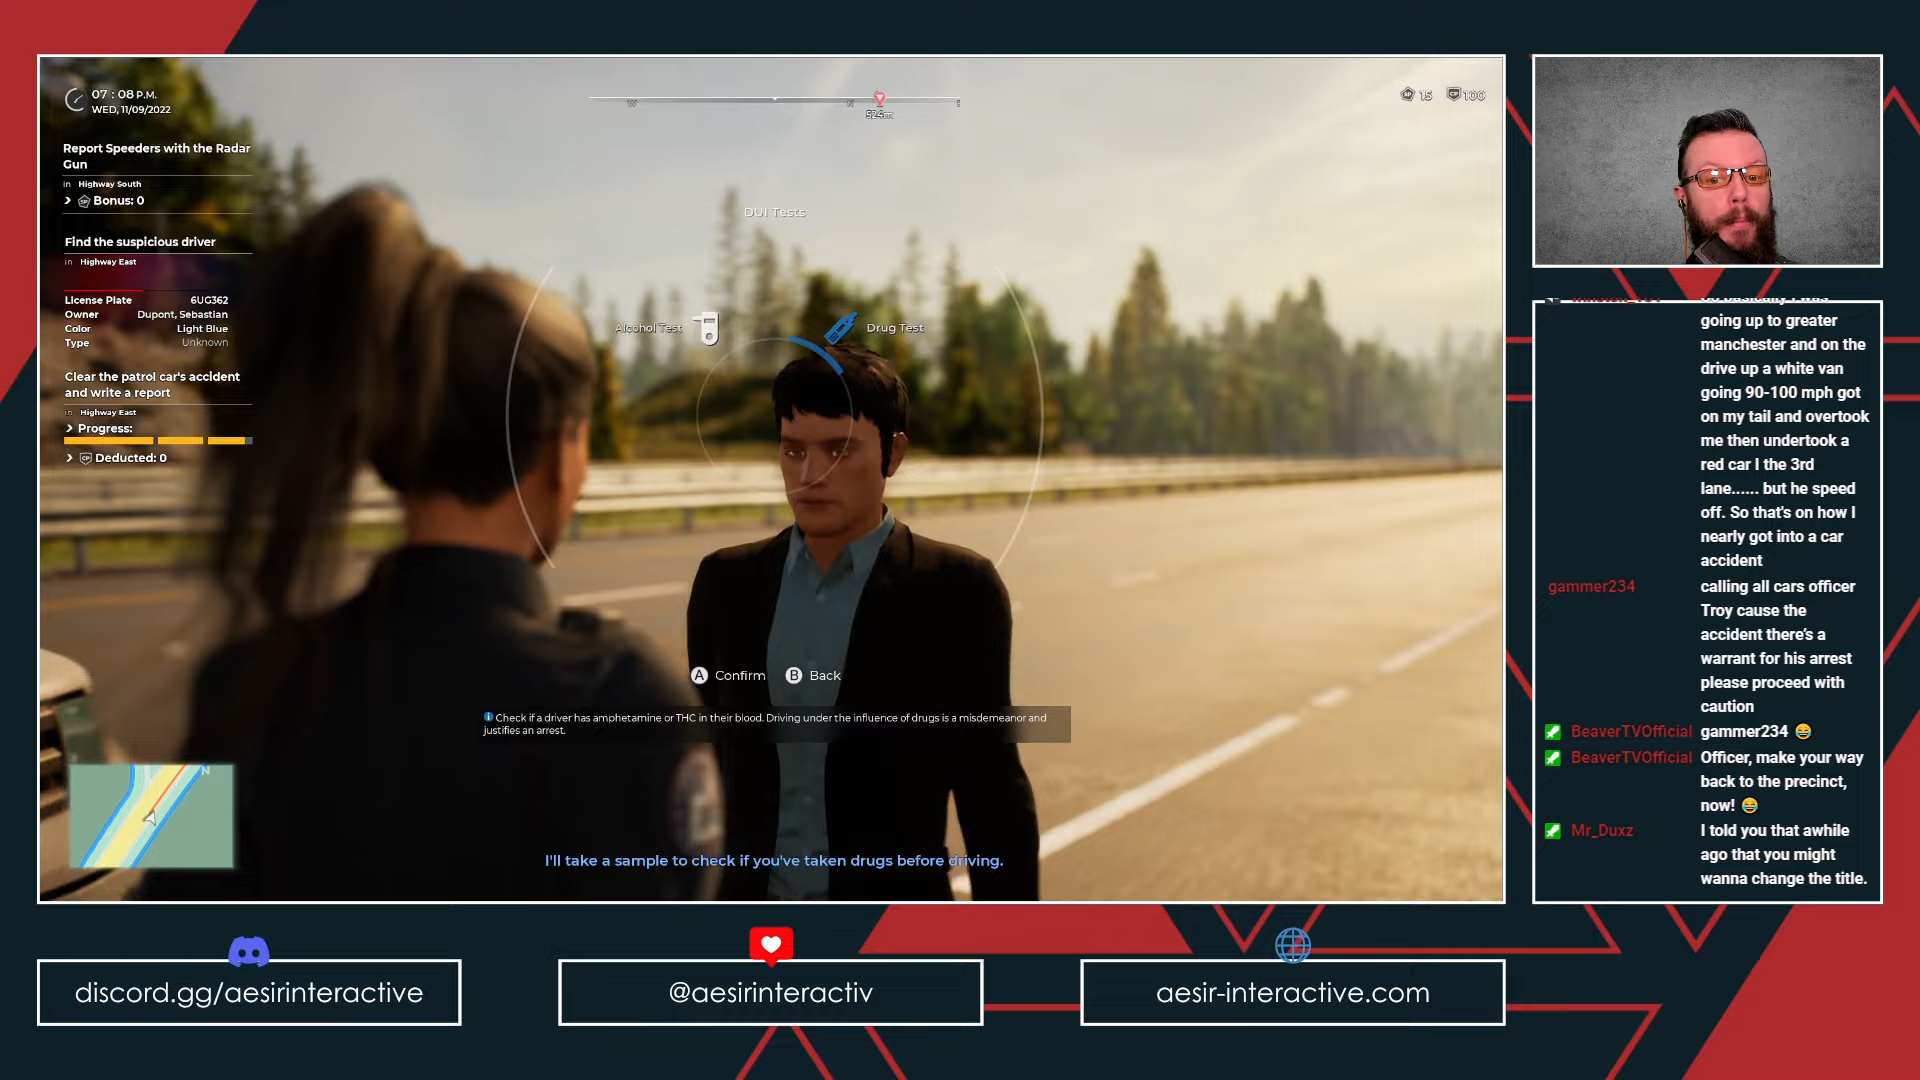 07 : 08 P.M.
WED, 11/09/2022
Report Speeders with the Radar
Gun
in Highway South
Bonus: 0
Find the suspicious driver
in Highway East
License Plate 6UG362
Owner Dupont, Sebastian
Color Light Blue
Type Unknown
Clear the patrol car's accident
and write a report
in Highway East
Progress:
Deducted: 0
W N E
524m
SP 15 CP 100
DUI Tests
Alcohol Test
Drug Test
A Confirm B Back
Check if a driver has amphetamine or THC in their blood. Driving under the influence of drugs is a misdemeanor and
justifies an arrest.
I'll take a sample to check if you've taken drugs before driving.
N
going up to greater
manchester and on the
drive up a white van
going 90-100 mph got
on my tail and overtook
me then undertook a
red car I the 3rd
lane...... but he speed
off. So that's on how I
nearly got into a car
accident
gammer234 calling all cars officer
Troy cause the
accident there's a
warrant for his arrest
please proceed with
caution
BeaverTVOfficial gammer234 😂
BeaverTVOfficial Officer, make your way
back to the precinct,
now! 😂
Mr_Duxz I told you that awhile
ago that you might
wanna change the title.
discord.gg/aesirinteractive
@aesirinteractiv
aesir-interactive.com